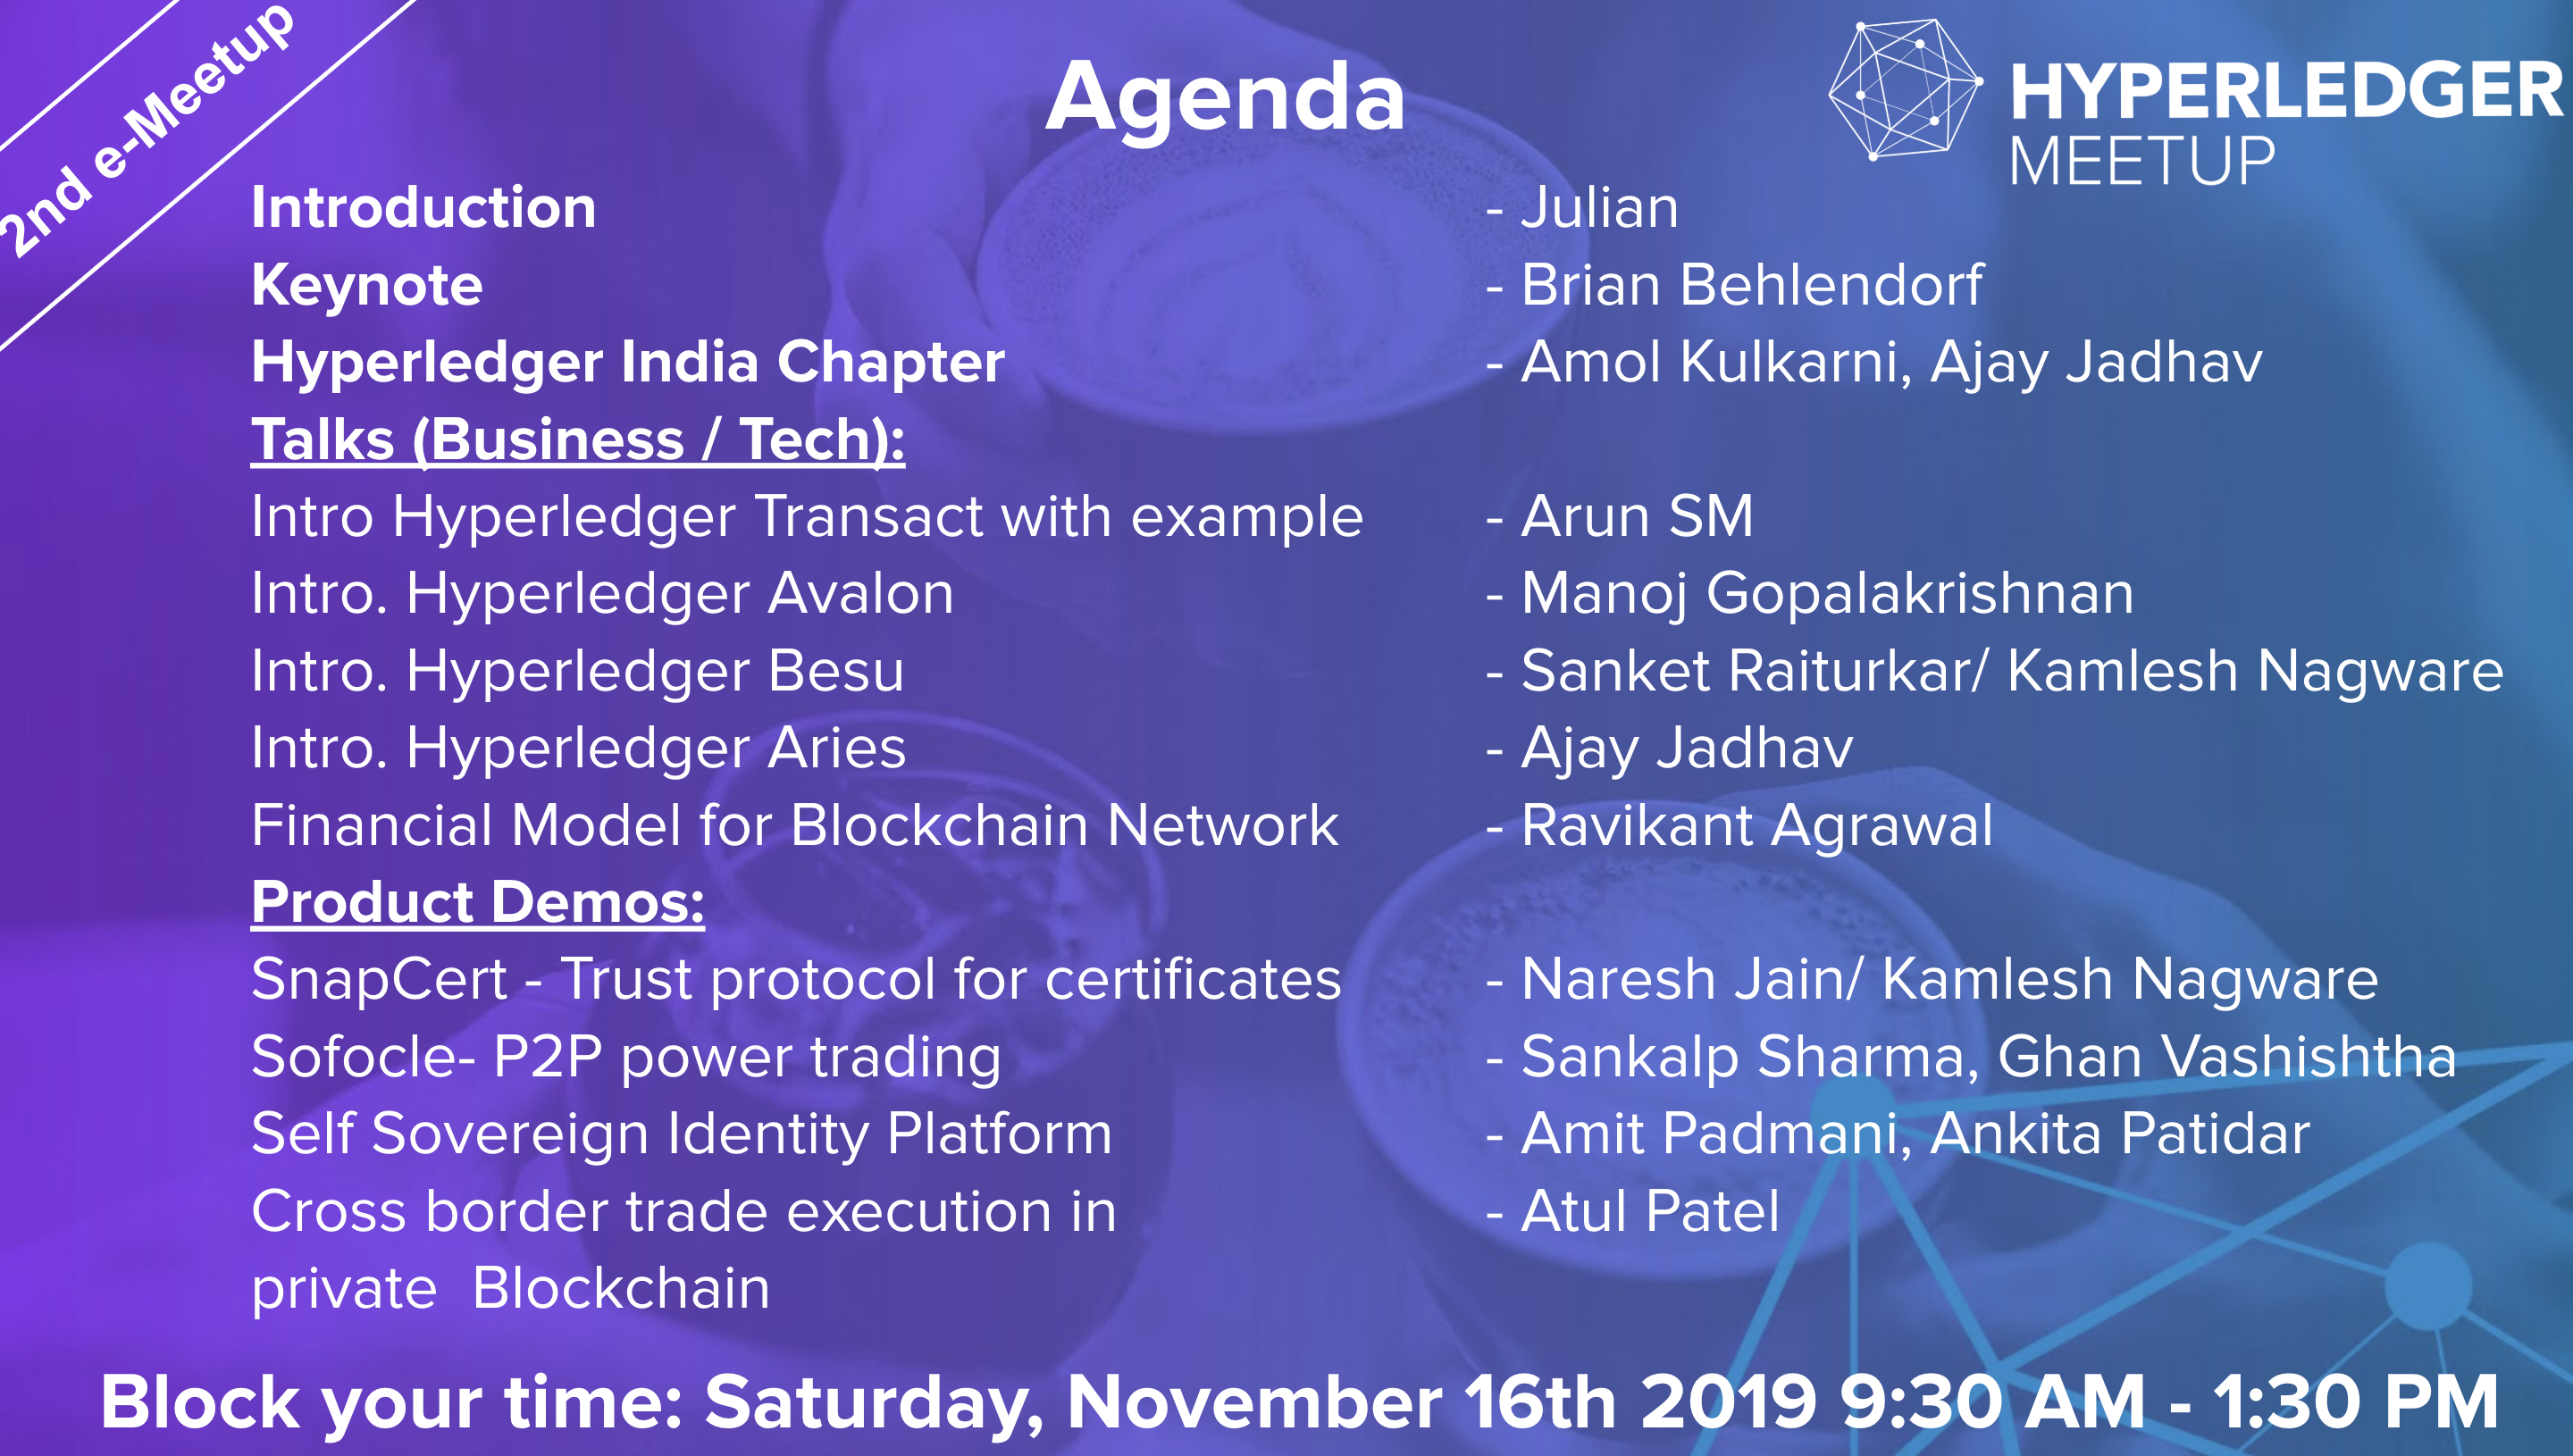 2nd e-Meetup
Agenda
HYPERLEDGER
MEETUP
Introduction - Julian
Keynote - Brian Behlendorf
Hyperledger India Chapter - Amol Kulkarni, Ajay Jadhav
Talks (Business / Tech):
Intro Hyperledger Transact with example - Arun SM
Intro. Hyperledger Avalon - Manoj Gopalakrishnan
Intro. Hyperledger Besu - Sanket Raiturkar/ Kamlesh Nagware
Intro. Hyperledger Aries - Ajay Jadhav
Financial Model for Blockchain Network - Ravikant Agrawal
Product Demos:
SnapCert - Trust protocol for certificates - Naresh Jain/ Kamlesh Nagware
Sofocle- P2P power trading - Sankalp Sharma, Ghan Vashishtha
Self Sovereign Identity Platform - Amit Padmani, Ankita Patidar
Cross border trade execution in - Atul Patel
private  Blockchain
Block your time: Saturday, November 16th 2019 9:30 AM - 1:30 PM